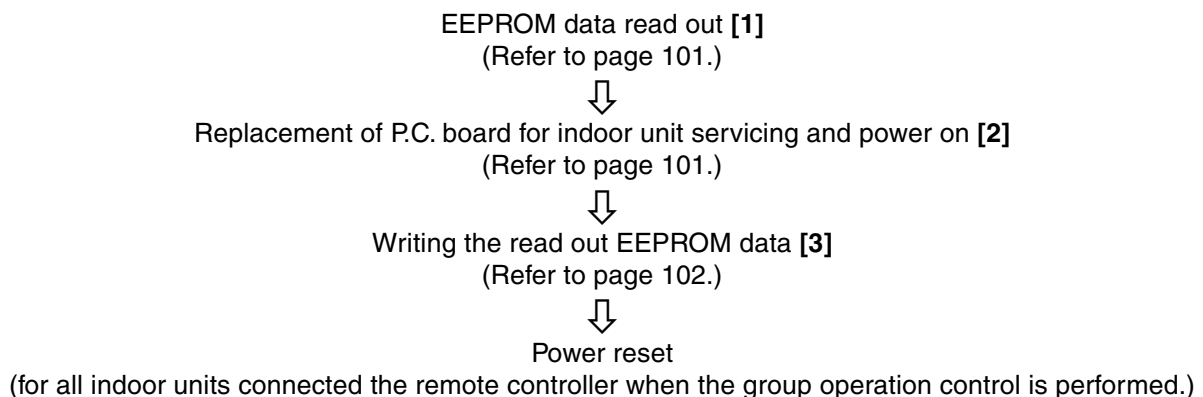 EEPROM data read out [1]
(Refer to page 101.)
Replacement of P.C. board for indoor unit servicing and power on [2]
(Refer to page 101.)
Writing the read out EEPROM data [3]
(Refer to page 102.)
Power reset
(for all indoor units connected the remote controller when the group operation control is performed.)